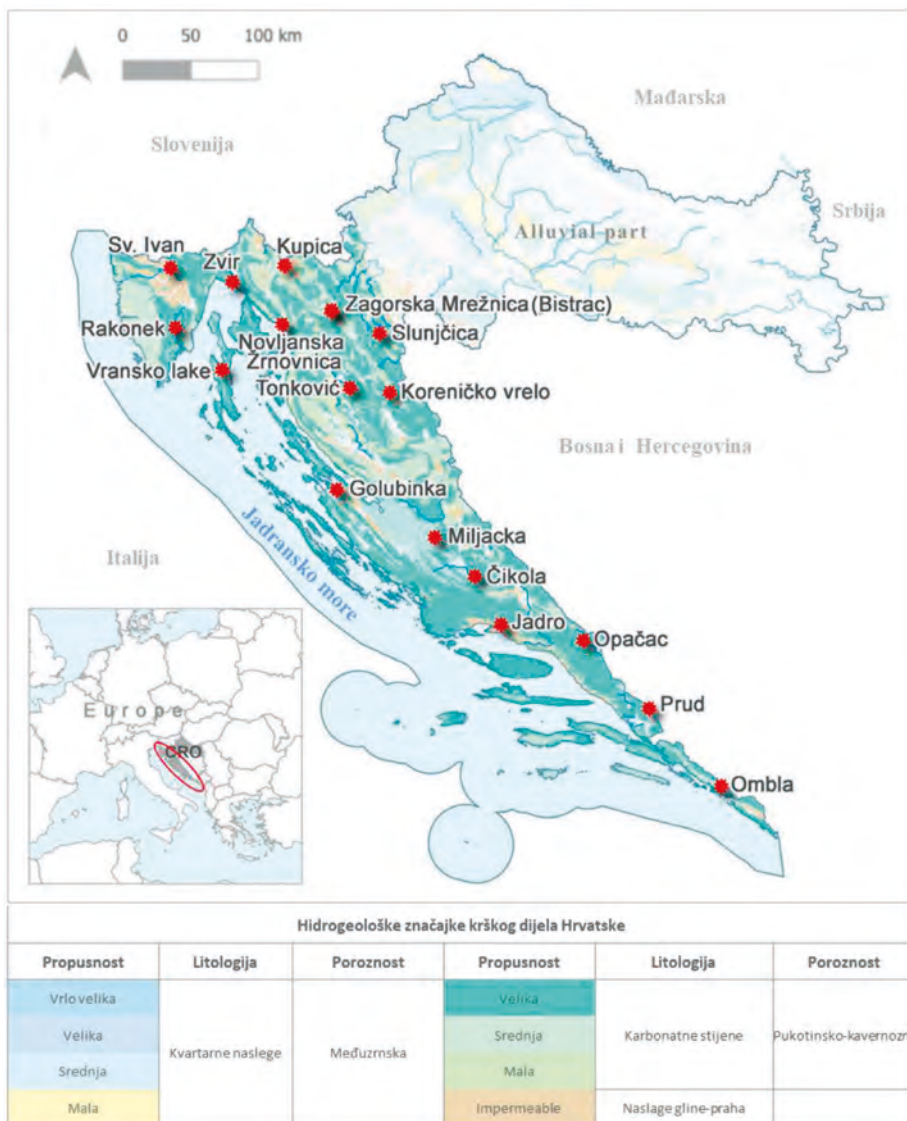 0 50 100 km
Mađarska
Slovenija
Srbija
Alluvial part
Sv. Ivan
Zvir
Kupica
Zagorska Mrežnica (Bistrac)
Rakonek
Novljanska
Žrnovnica
Slunjčica
Vransko lake
Tonković
Koreničko vrelo
Bosna i Hercegovina
Golubinka
Miljacka
Jadransko more
Italija
Čikola
Jadro
Opačac
Prud
Ombla
Europe
CRO
Hidrogeološke značajke krškog dijela Hrvatske
Propusnost Litologija Poroznost Propusnost Litologija Poroznost
Vrlo velika
Velika
Srednja
Mala
Kvartarne naslege
Međuzrnska
Velika
Srednja
Mala
Impermeable
Karbonatne stijene
Pukotinsko-kavernozn
Naslage gline-praha